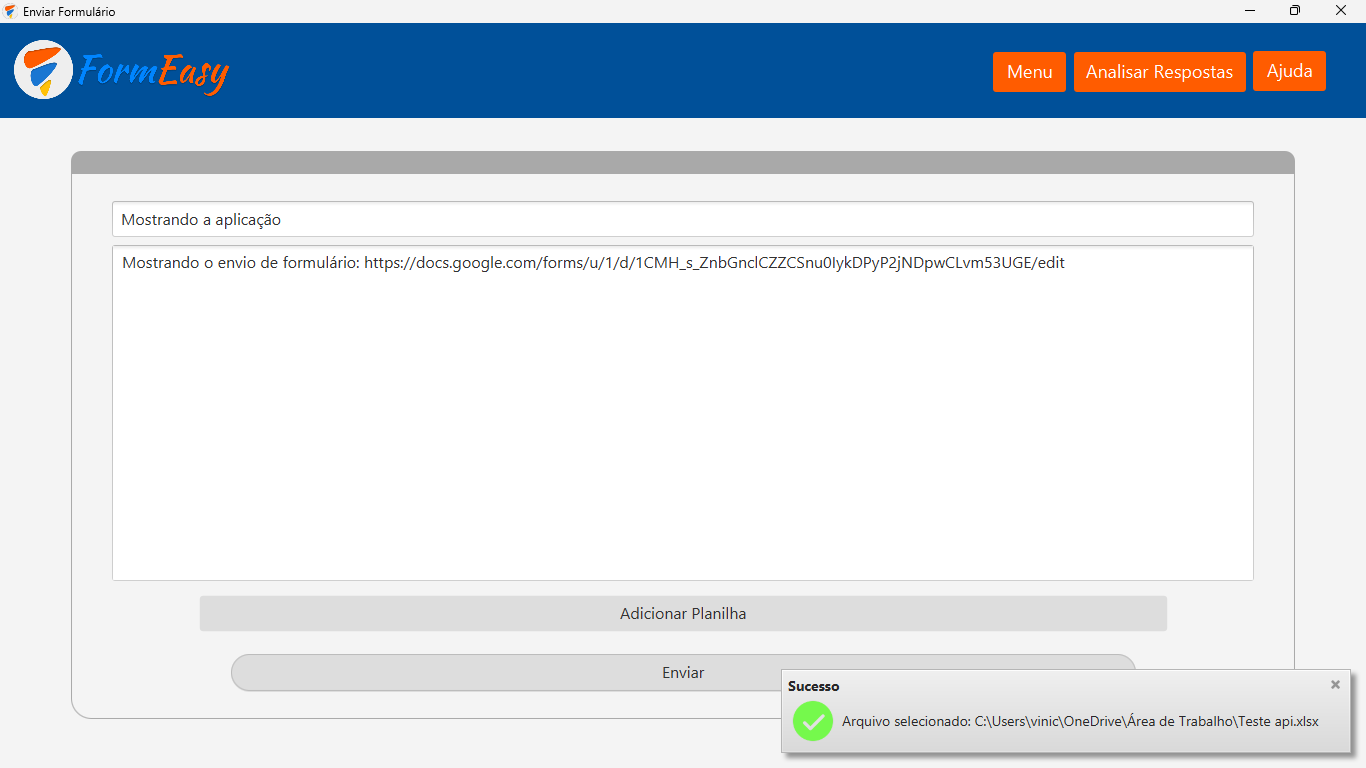 Enviar Formulário
FormEasy
Menu
Analisar Respostas
Ajuda
Mostrando a aplicação
Mostrando o envio de formulário: https://docs.google.com/forms/u/1/d/1CMH_s_ZnbGnclCZZCSnu0lykDPyP2jNDpwCLvm53UGE/edit
Adicionar Planilha
Enviar
Sucesso
Arquivo selecionado: C:\Users\vinic\OneDrive\Área de Trabalho\Teste api.xlsx